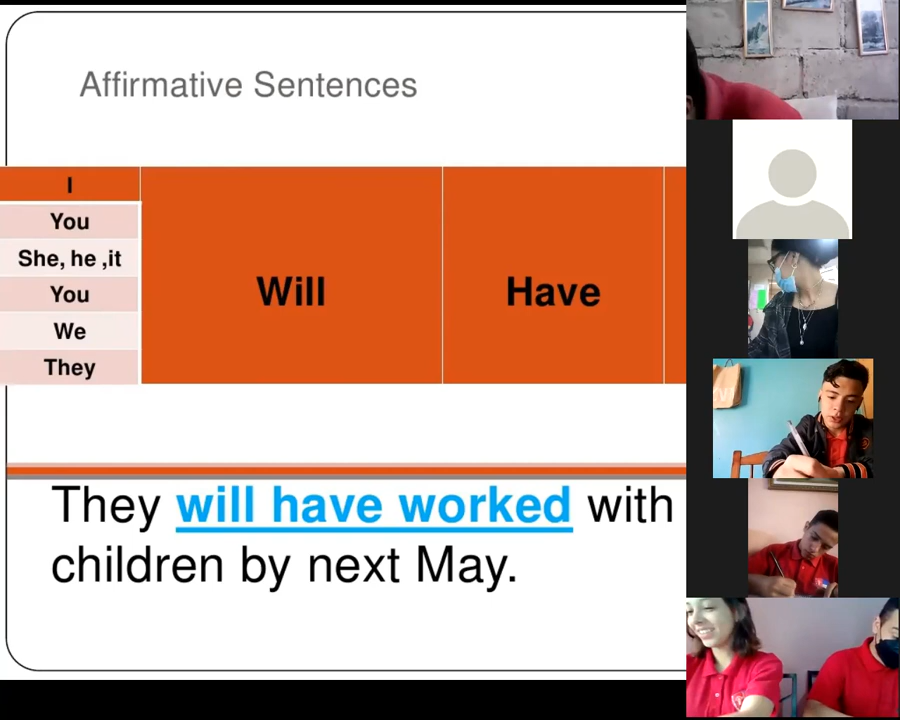 Affirmative Sentences
I
You
She, he ,it
You
We
They
Will
Have
They will have worked with
children by next May.